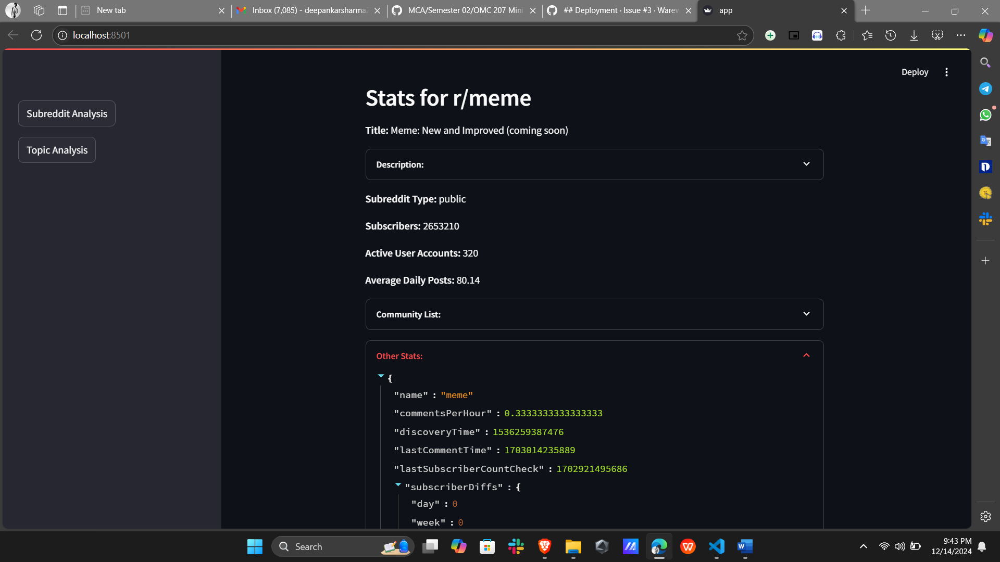 New tab
Inbox (7,085) - deepankarsharma
MCA/Semester 02/OMC 207 Mini
## Deployment · Issue #3 · Warew
app
localhost:8501
Deploy
Subreddit Analysis
Topic Analysis
Stats for r/meme
Title: Meme: New and Improved (coming soon)
Description:
Subreddit Type: public
Subscribers: 2653210
Active User Accounts: 320
Average Daily Posts: 80.14
Community List:
Other Stats:
{
"name" : "meme"
"commentsPerHour" : 0.3333333333333333
"discoveryTime" : 1536259387476
"lastCommentTime" : 1703014235889
"lastSubscriberCountCheck" : 1702921495686
"subscriberDiffs" : {
"day" : 0
"week" : 0
Search
9:43 PM
12/14/2024